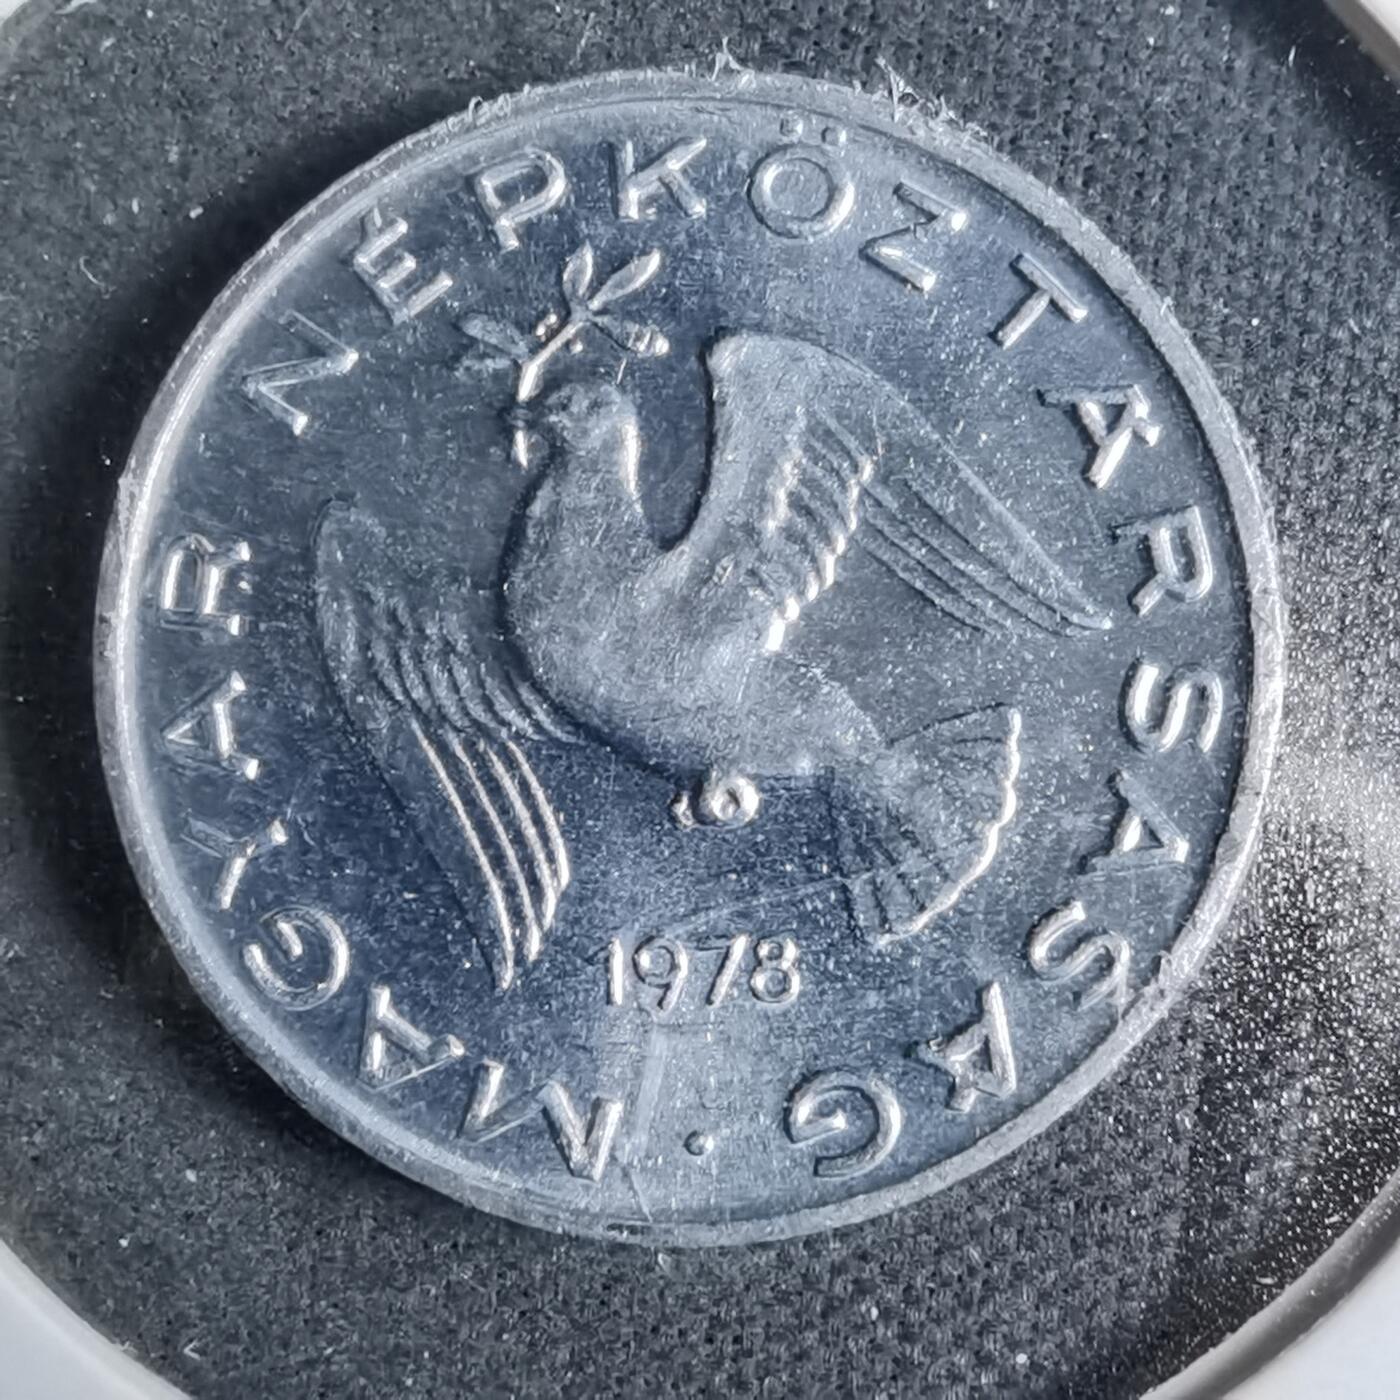 MAGYAR NÉPKÖZTÁRSASÁG ·
1978